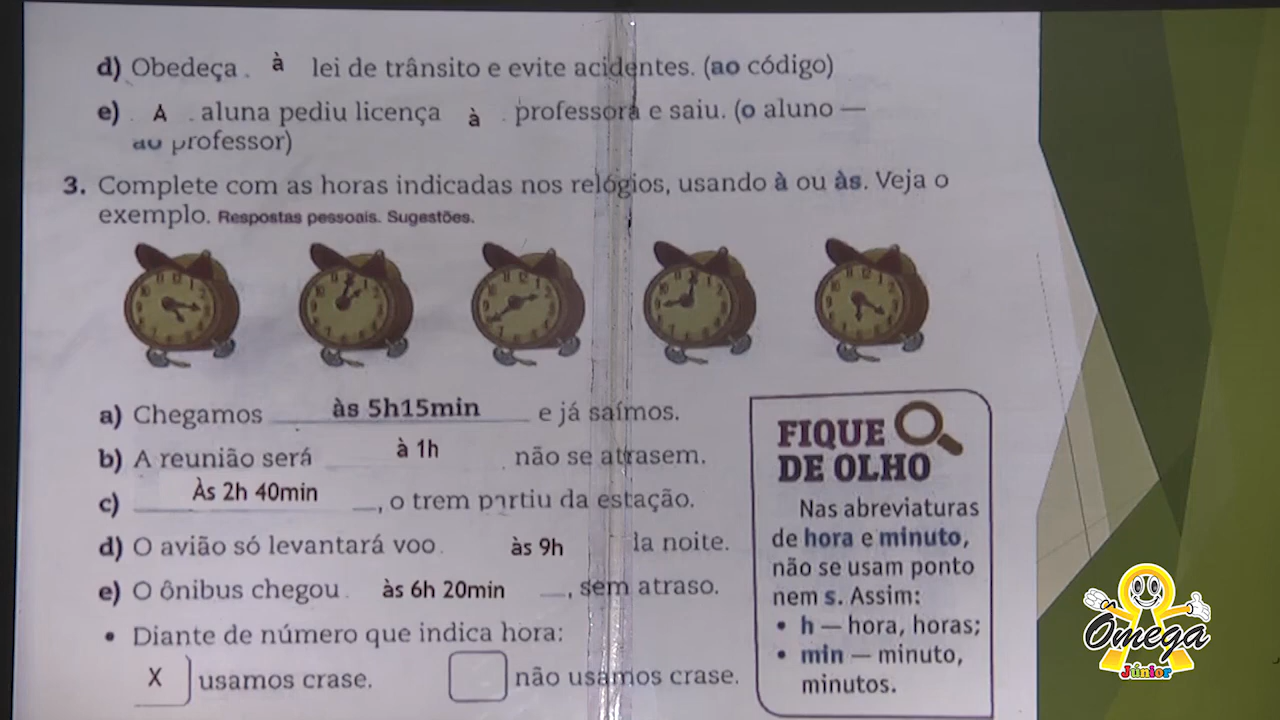 d) Obedeça à lei de trânsito e evite acidentes. (ao código)
e) A aluna pediu licença à professora e saiu. (o aluno —
ao professor)
3. Complete com as horas indicadas nos relógios, usando à ou às. Veja o
exemplo. Respostas pessoais. Sugestões.
a) Chegamos às 5h15min e já saímos.
b) A reunião será à 1h não se atrasem.
c) Às 2h 40min, o trem partiu da estação.
d) O avião só levantará voo às 9h da noite.
e) O ônibus chegou às 6h 20min, sem atraso.
• Diante de número que indica hora:
X usamos crase. não usamos crase.
FIQUE
DE OLHO
Nas abreviaturas
de hora e minuto,
não se usam ponto
nem s. Assim:
• h — hora, horas;
• min — minuto,
minutos.
Ômega
Júnior